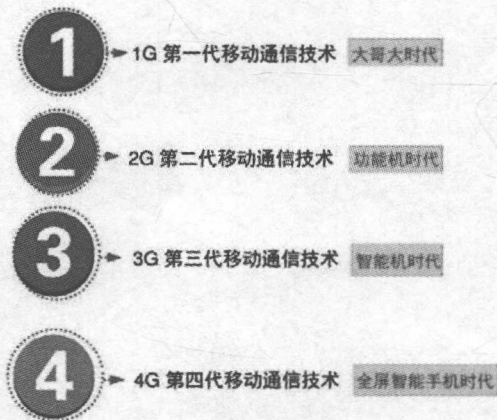 1 1G 第一代移动通信技术 大哥大时代
2 2G 第二代移动通信技术 功能机时代
3 3G 第三代移动通信技术 智能机时代
4 4G 第四代移动通信技术 全屏智能手机时代